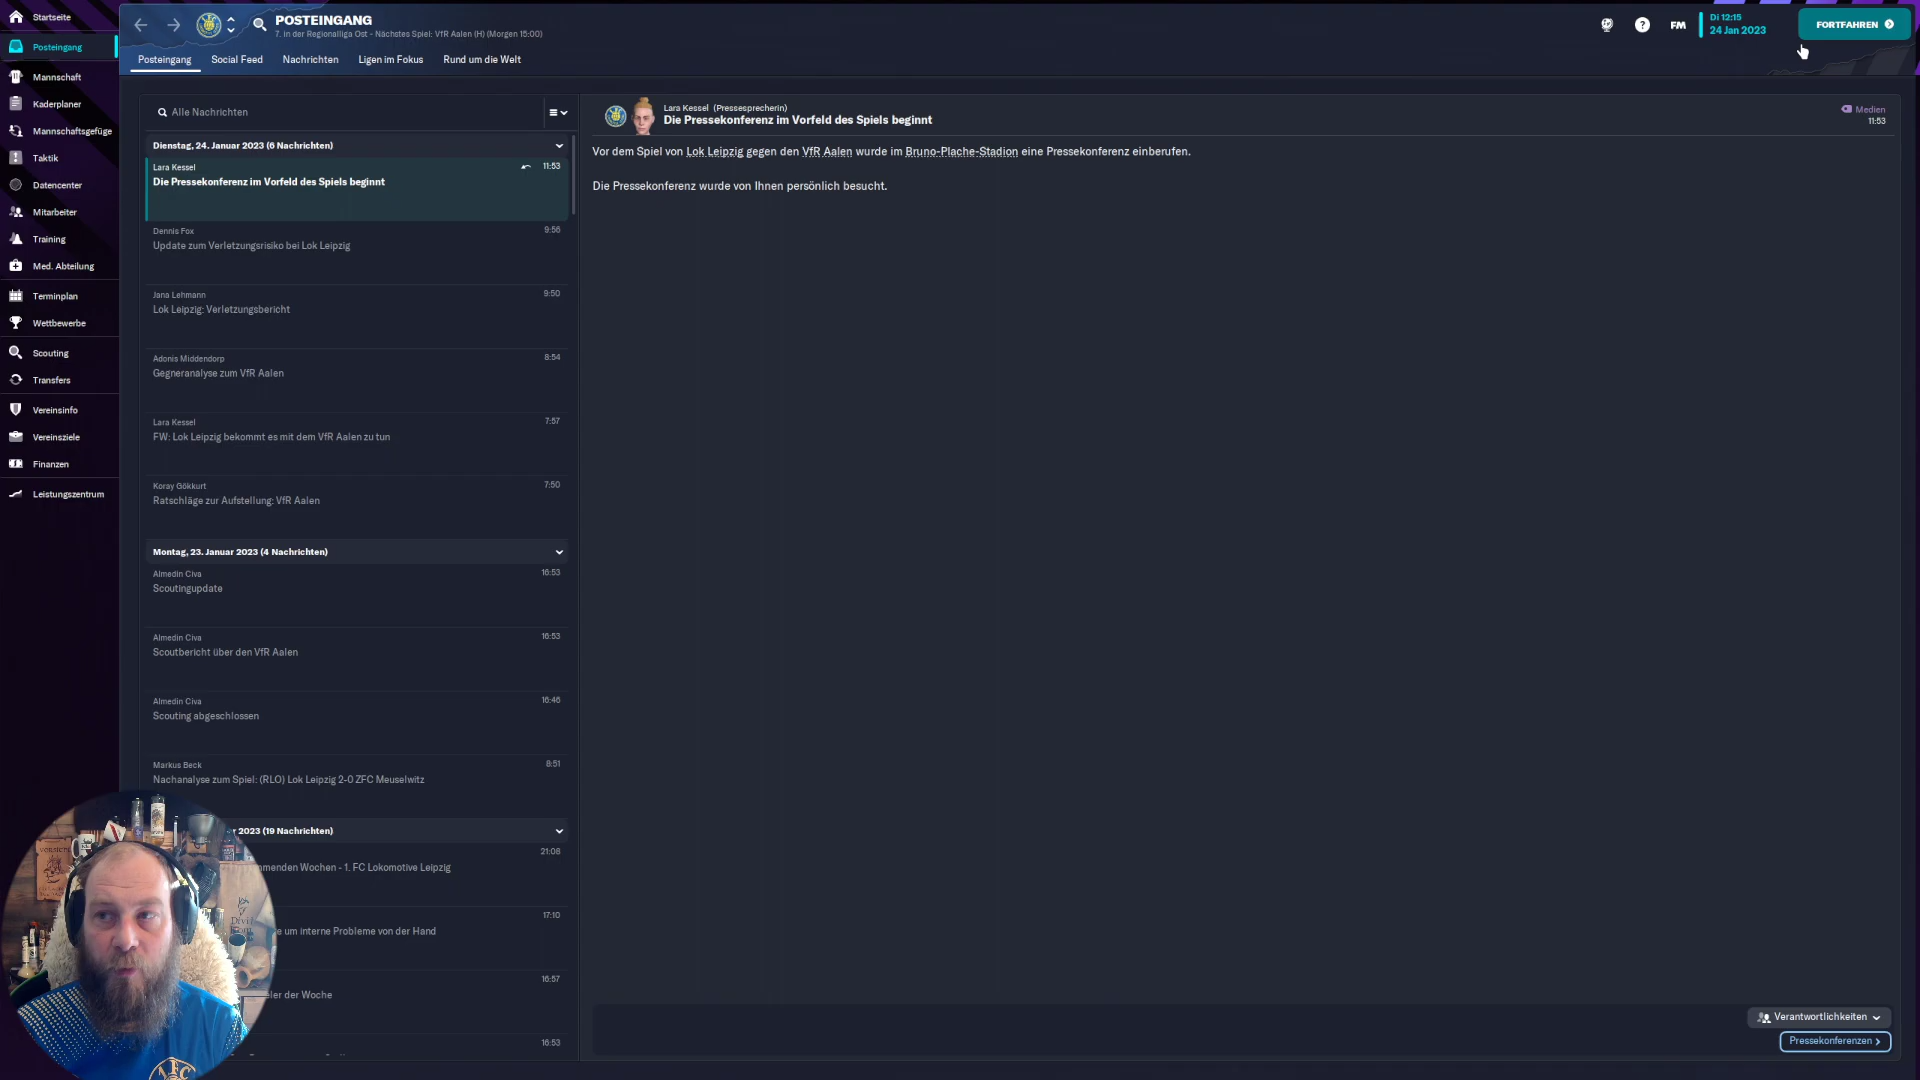 Startseite
Posteingang
Mannschaft
Kaderplaner
Mannschaftsgefüge
Taktik
Datencenter
Mitarbeiter
Training
Med. Abteilung
Terminplan
Wettbewerbe
Scouting
Transfers
Vereinsinfo
Vereinsziele
Finanzen
Leistungszentrum
POSTEINGANG
7. in der Regionalliga Ost - Nächstes Spiel: VfR Aalen (H) (Morgen 15:00)
FM
Di 12:15
24 Jan 2023
FORTFAHREN
Posteingang Social Feed Nachrichten Ligen im Fokus Rund um die Welt
Alle Nachrichten
Dienstag, 24. Januar 2023 (6 Nachrichten)
Lara Kessel 11:53
Die Pressekonferenz im Vorfeld des Spiels beginnt
Dennis Fox 9:56
Update zum Verletzungsrisiko bei Lok Leipzig
Jana Lehmann 9:50
Lok Leipzig: Verletzungsbericht
Adonis Middendorp 8:54
Gegneranalyse zum VfR Aalen
Lara Kessel 7:57
FW: Lok Leipzig bekommt es mit dem VfR Aalen zu tun
Koray Gökkurt 7:50
Ratschläge zur Aufstellung: VfR Aalen
Montag, 23. Januar 2023 (4 Nachrichten)
Almedin Civa 16:53
Scoutingupdate
Almedin Civa 16:53
Scoutbericht über den VfR Aalen
Almedin Civa 16:46
Scouting abgeschlossen
Markus Beck 8:51
Nachanalyse zum Spiel: (RLO) Lok Leipzig 2-0 ZFC Meuselwitz
2023 (19 Nachrichten)
21:08
Wochen - 1. FC Lokomotive Leipzig
17:10
um interne Probleme von der Hand
16:57
der Woche
16:53
Lara Kessel (Pressesprecherin)
Die Pressekonferenz im Vorfeld des Spiels beginnt
Medien
11:53
Vor dem Spiel von Lok Leipzig gegen den VfR Aalen wurde im Bruno-Plache-Stadion eine Pressekonferenz einberufen.
Die Pressekonferenz wurde von Ihnen persönlich besucht.
Verantwortlichkeiten
Pressekonferenzen